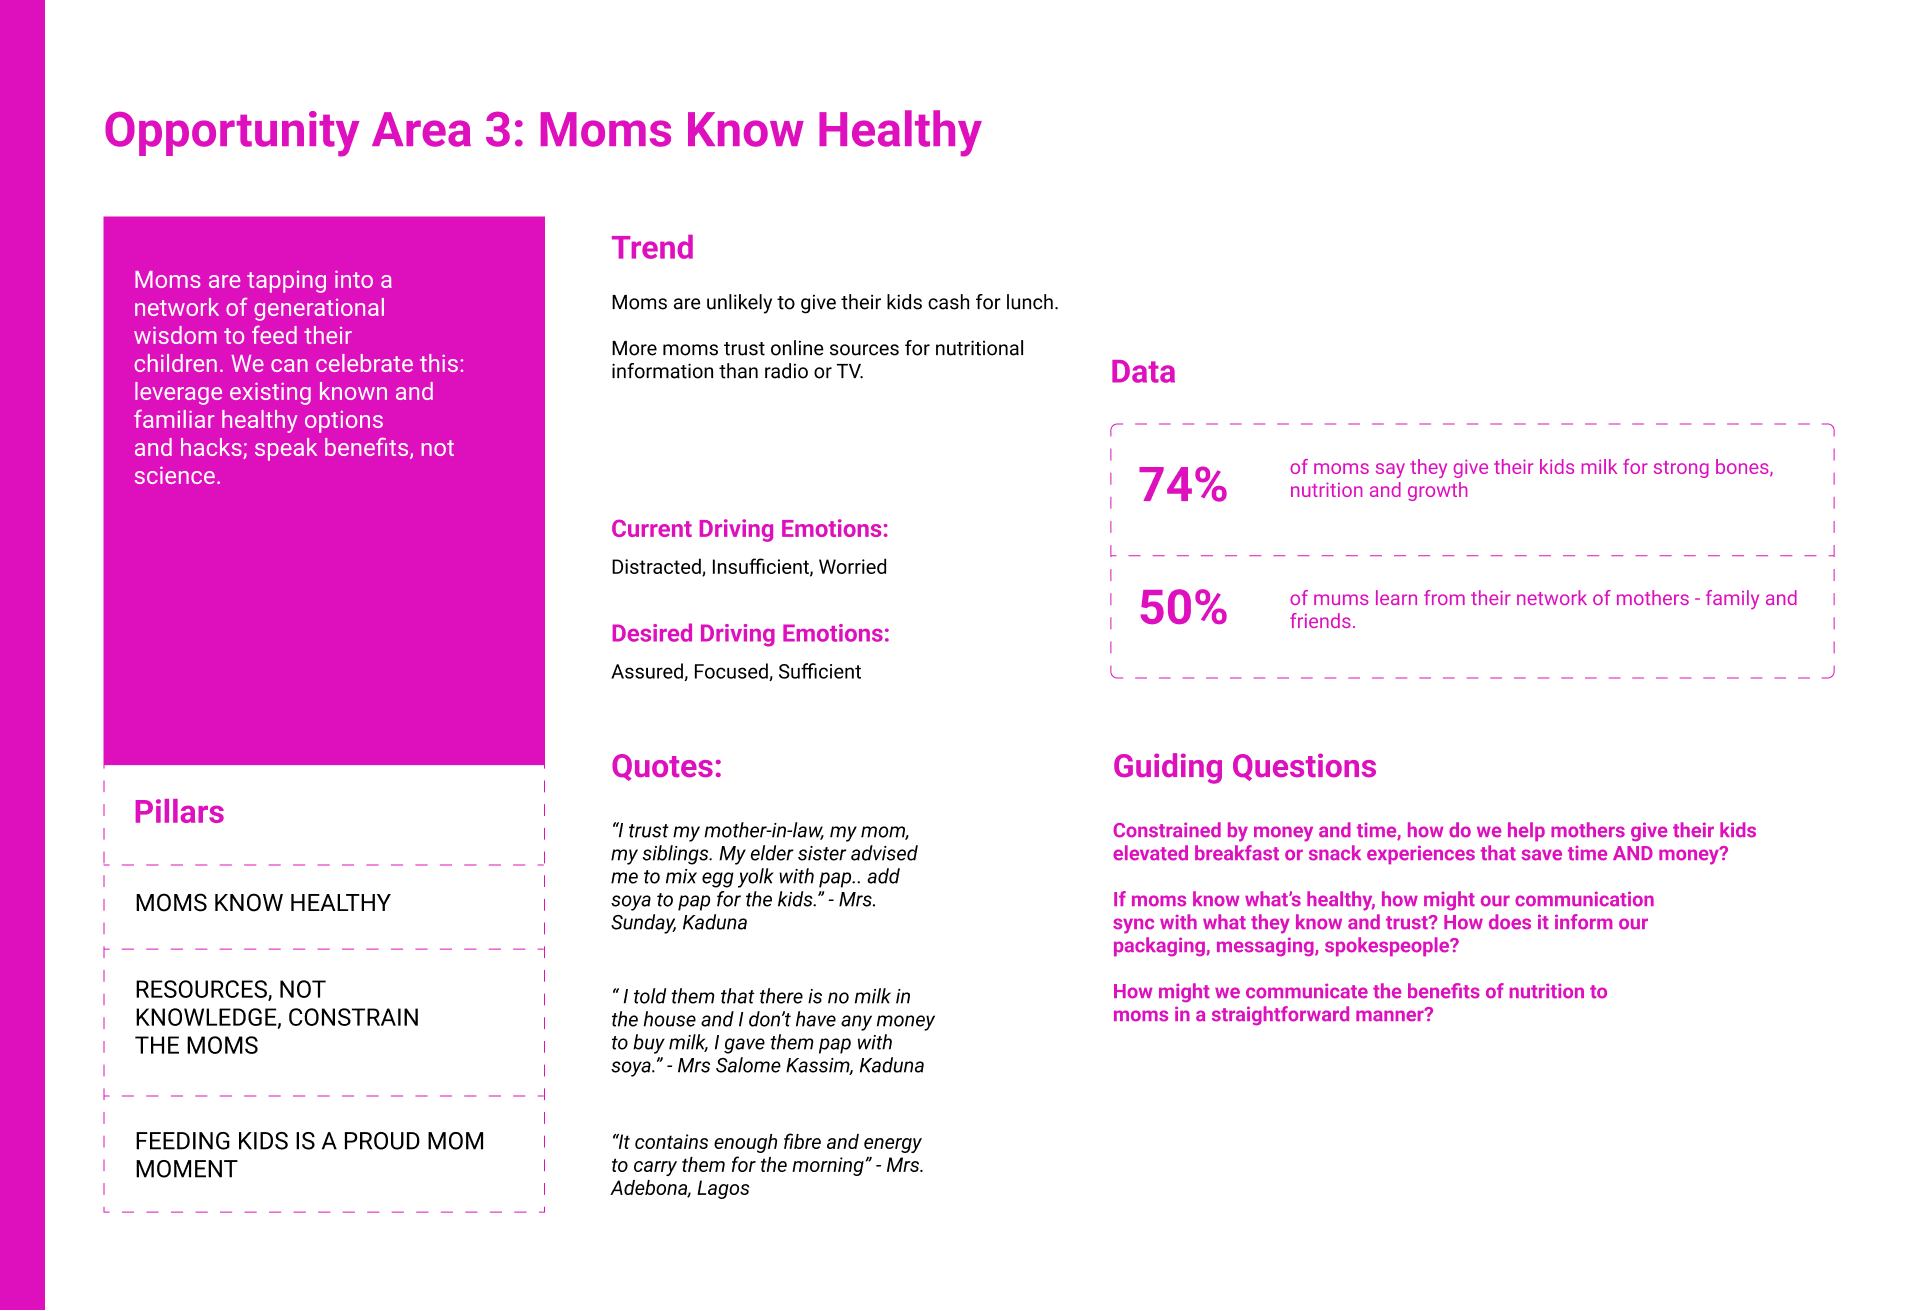 Opportunity Area 3: Moms Know Healthy
Moms are tapping into a
network of generational
wisdom to feed their
children. We can celebrate this:
leverage existing known and
familiar healthy options
and hacks; speak benefits, not
science.
Pillars
MOMS KNOW HEALTHY
RESOURCES, NOT
KNOWLEDGE, CONSTRAIN
THE MOMS
FEEDING KIDS IS A PROUD MOM
MOMENT
Trend
Moms are unlikely to give their kids cash for lunch.
More moms trust online sources for nutritional
information than radio or TV.
Current Driving Emotions:
Distracted, Insufficient, Worried
Desired Driving Emotions:
Assured, Focused, Sufficient
Quotes:
“I trust my mother-in-law, my mom,
my siblings. My elder sister advised
me to mix egg yolk with pap.. add
soya to pap for the kids.” - Mrs.
Sunday, Kaduna
“ I told them that there is no milk in
the house and I don’t have any money
to buy milk, I gave them pap with
soya.” - Mrs Salome Kassim, Kaduna
“It contains enough fibre and energy
to carry them for the morning” - Mrs.
Adebona, Lagos
Data
74%
of moms say they give their kids milk for strong bones,
nutrition and growth
50%
of mums learn from their network of mothers - family and
friends.
Guiding Questions
Constrained by money and time, how do we help mothers give their kids
elevated breakfast or snack experiences that save time AND money?
If moms know what’s healthy, how might our communication
sync with what they know and trust? How does it inform our
packaging, messaging, spokespeople?
How might we communicate the benefits of nutrition to
moms in a straightforward manner?